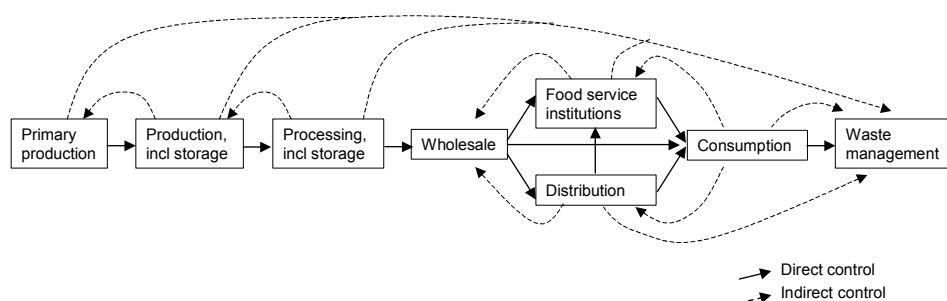 Food service
institutions
Primary
production
Production,
incl storage
Processing,
incl storage
Wholesale
Consumption
Waste
management
Distribution
Direct control
Indirect control